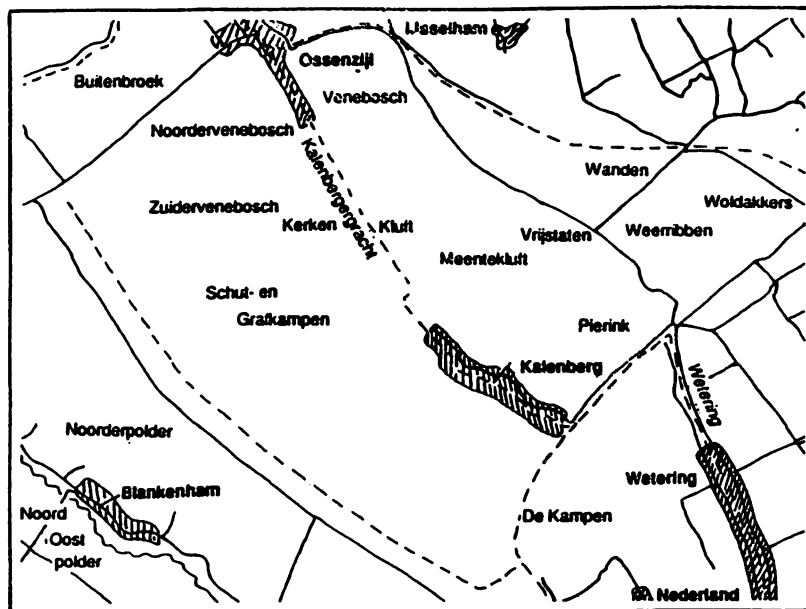 IJsselham
Ossenzijl
Buitenbroek
Venebosch
Noordervenebosch
Kalenbergergracht
Wanden
Woldakkers
Zuidervenebosch
Kerken
Kluft
Vrijstaten
Weerribben
Meentekluft
Schut- en
Grafkampen
Pierink
Kalenberg
Wetering
Noorderpolder
Wetering
Blankenham
Noord
Oost
polder
De Kampen
Nederland